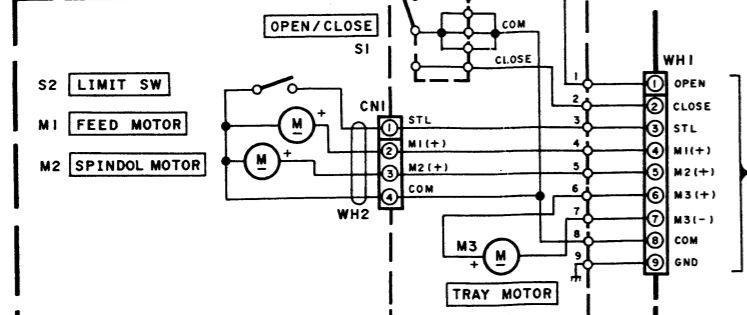 OPEN/CLOSE
S1
COM
CLOSE
S2 LIMIT SW
M1 FEED MOTOR
M2 SPINDOL MOTOR
M +
M +
CN1
1 STL
2 M1(+)
3 M2(+)
4 COM
WH2
M3
+ M
TRAY MOTOR
WH1
1 1 OPEN
2 2 CLOSE
3 3 STL
4 4 M1(+)
5 5 M2(+)
6 6 M3(+)
7 7 M3(-)
8 8 COM
9 9 GND